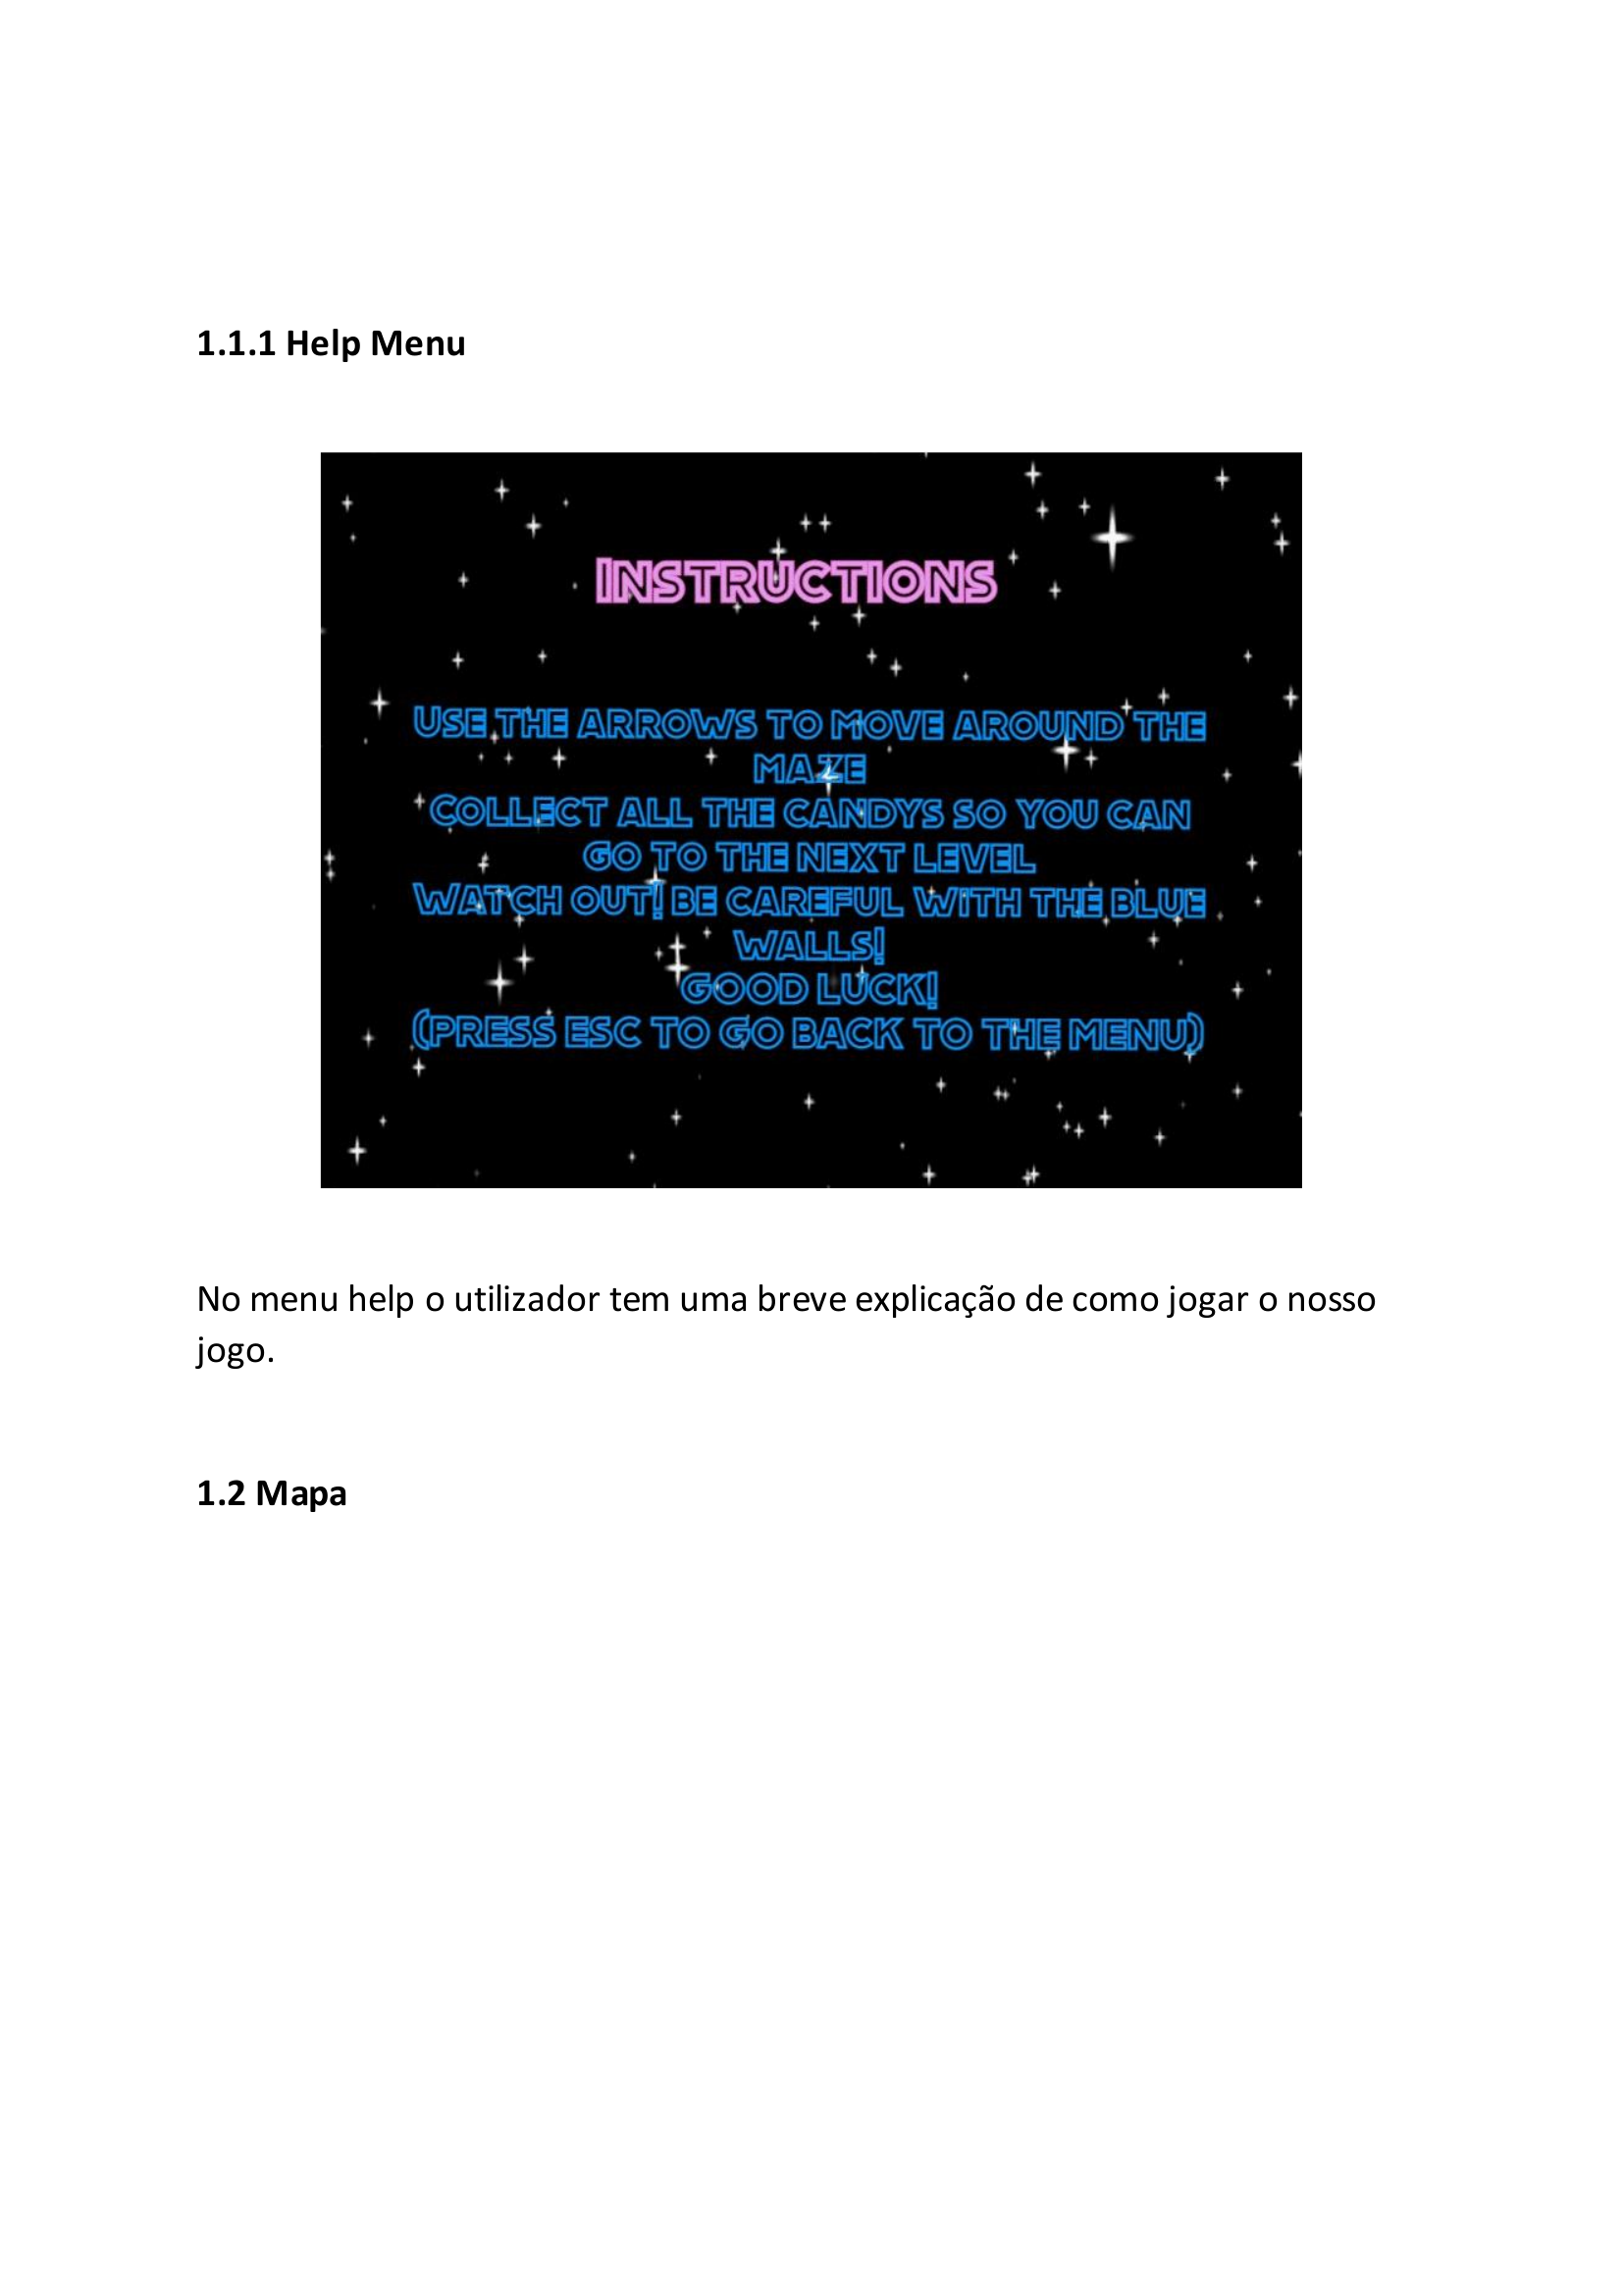 1.1.1 Help Menu
Instructions
Use the arrows to move around the
maze
Collect all the candys so you can
go to the next level
Watch out! Be careful with the blue
walls!
Good luck!
(press esc to go back to the menu)
No menu help o utilizador tem uma breve explicação de como jogar o nosso
jogo.
1.2 Mapa